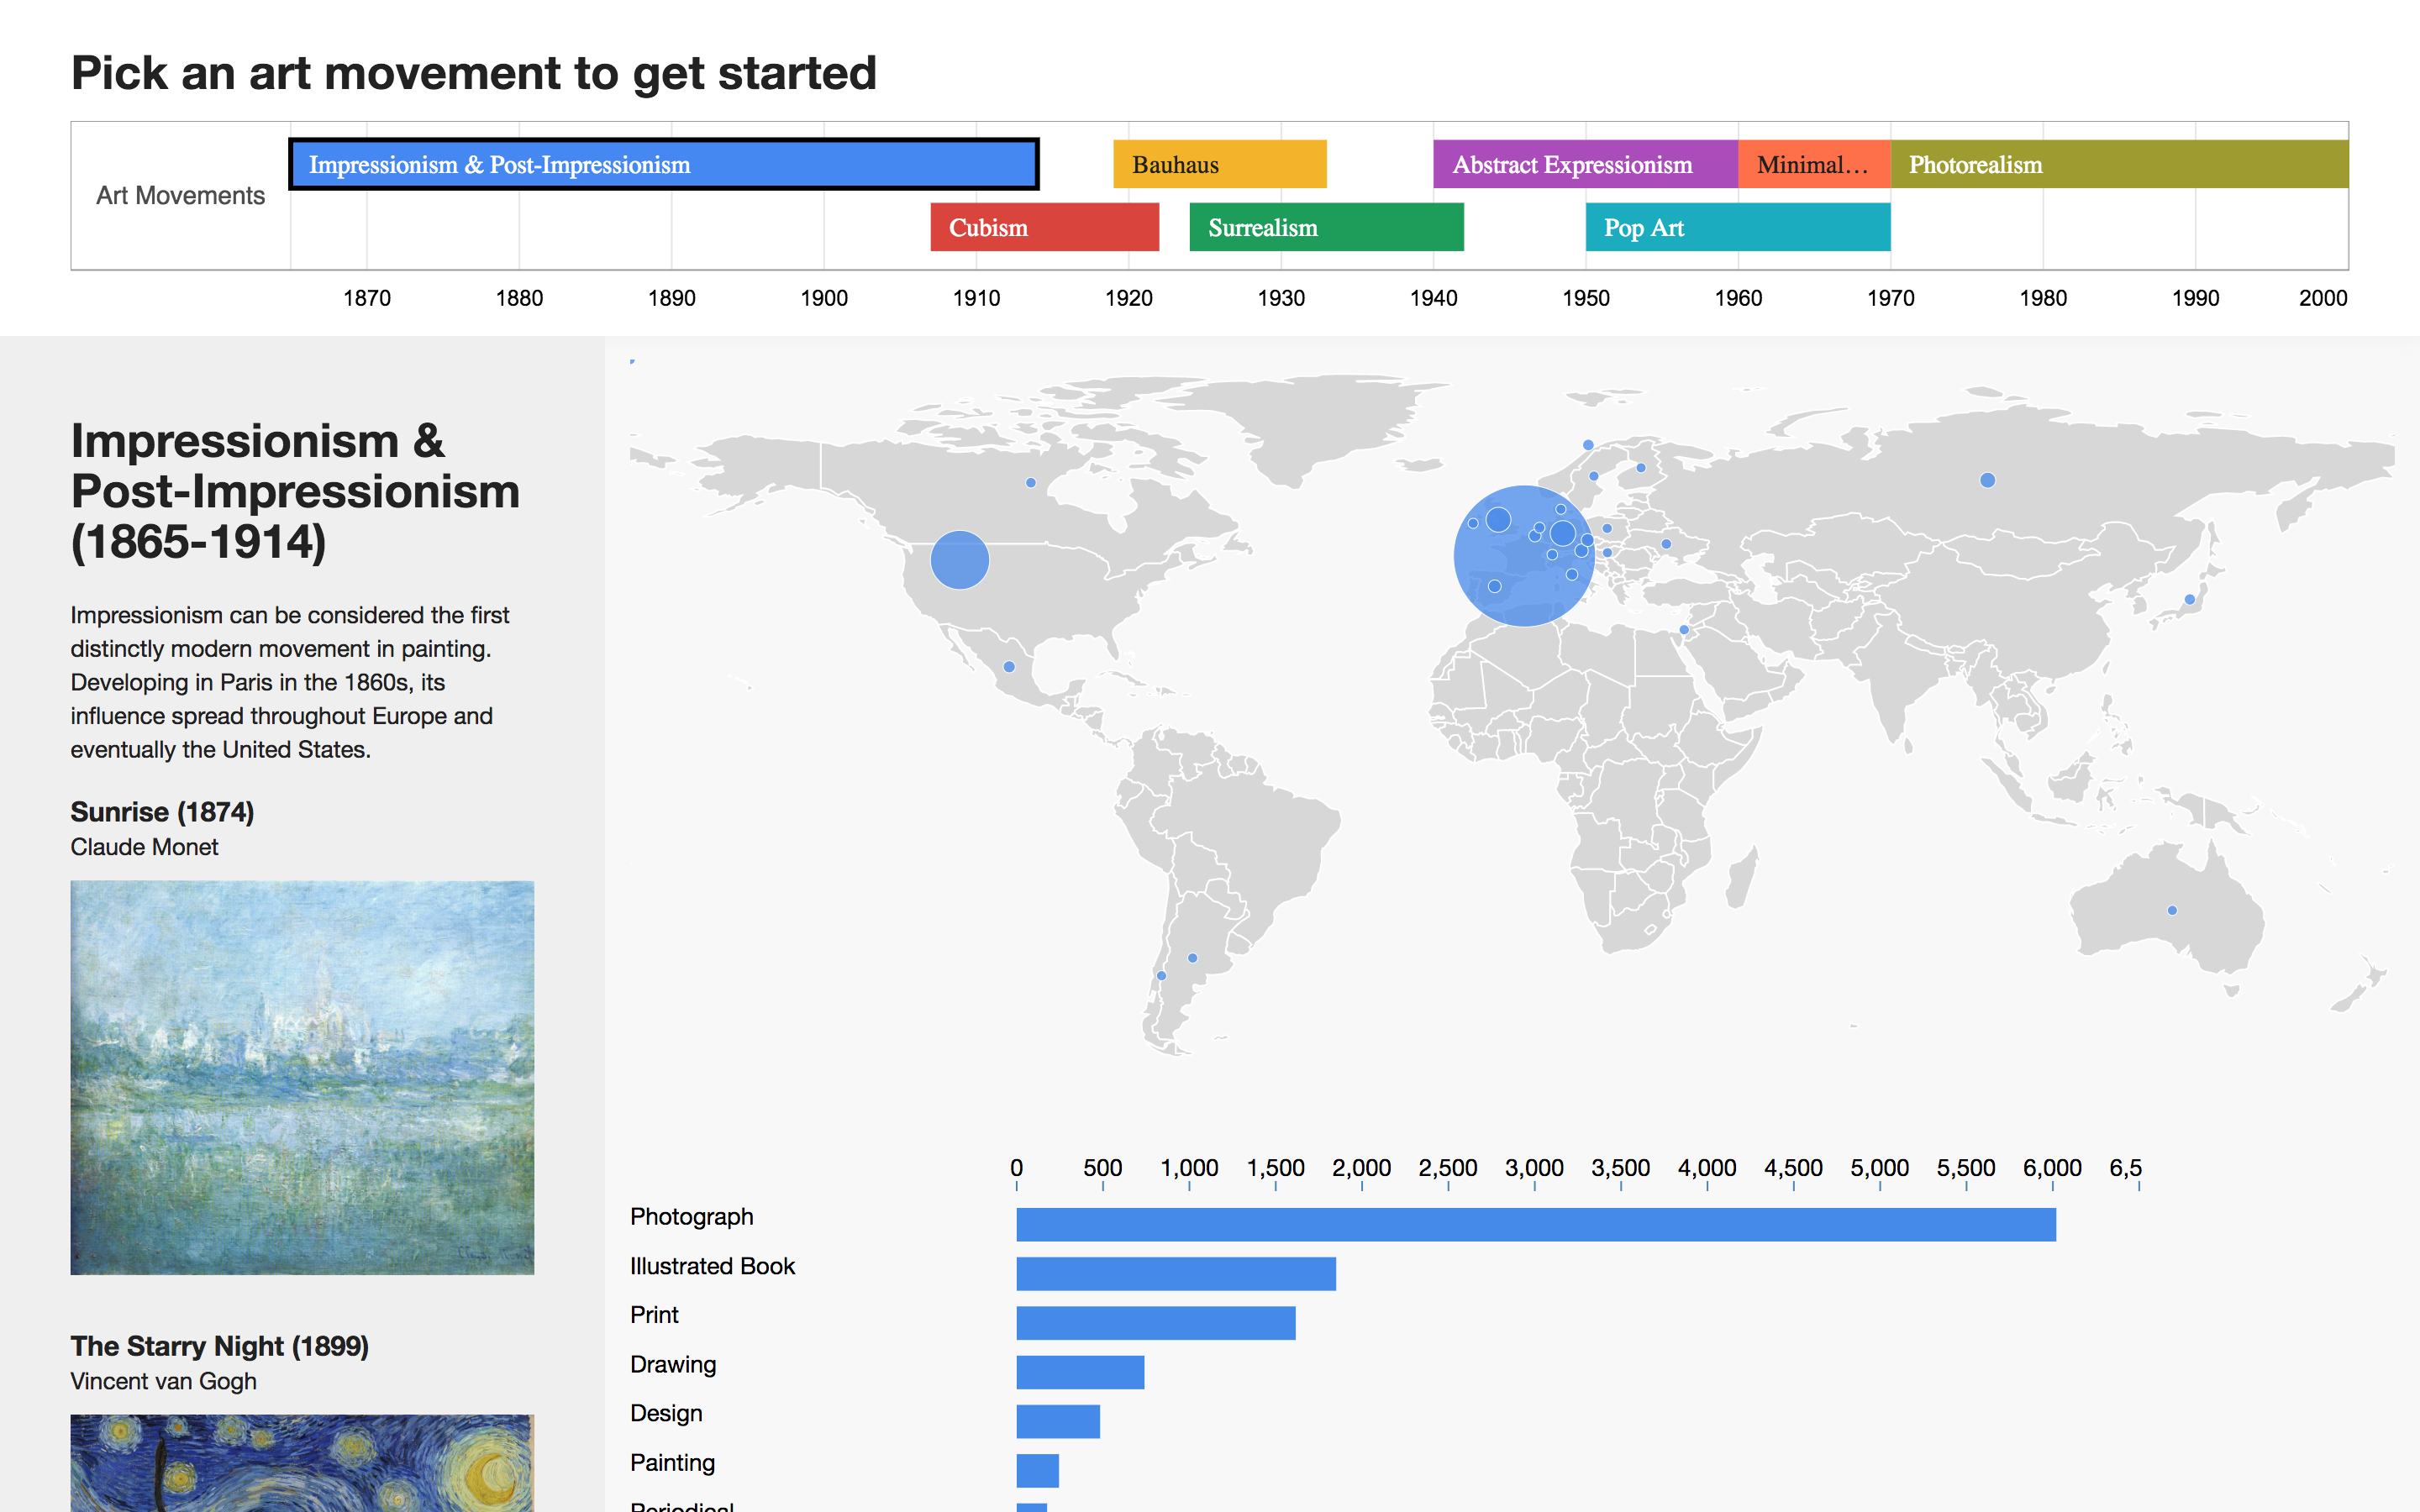 Pick an art movement to get started
Art Movements
Impressionism & Post-Impressionism
Bauhaus
Abstract Expressionism
Minimal...
Photorealism
Cubism
Surrealism
Pop Art
1870 1880 1890 1900 1910 1920 1930 1940 1950 1960 1970 1980 1990 2000
Impressionism &
Post-Impressionism
(1865-1914)
Impressionism can be considered the first
distinctly modern movement in painting.
Developing in Paris in the 1860s, its
influence spread throughout Europe and
eventually the United States.
Sunrise (1874)
Claude Monet
The Starry Night (1899)
Vincent van Gogh
0 500 1,000 1,500 2,000 2,500 3,000 3,500 4,000 4,500 5,000 5,500 6,000 6,5
Photograph
Illustrated Book
Print
Drawing
Design
Painting
Periodical